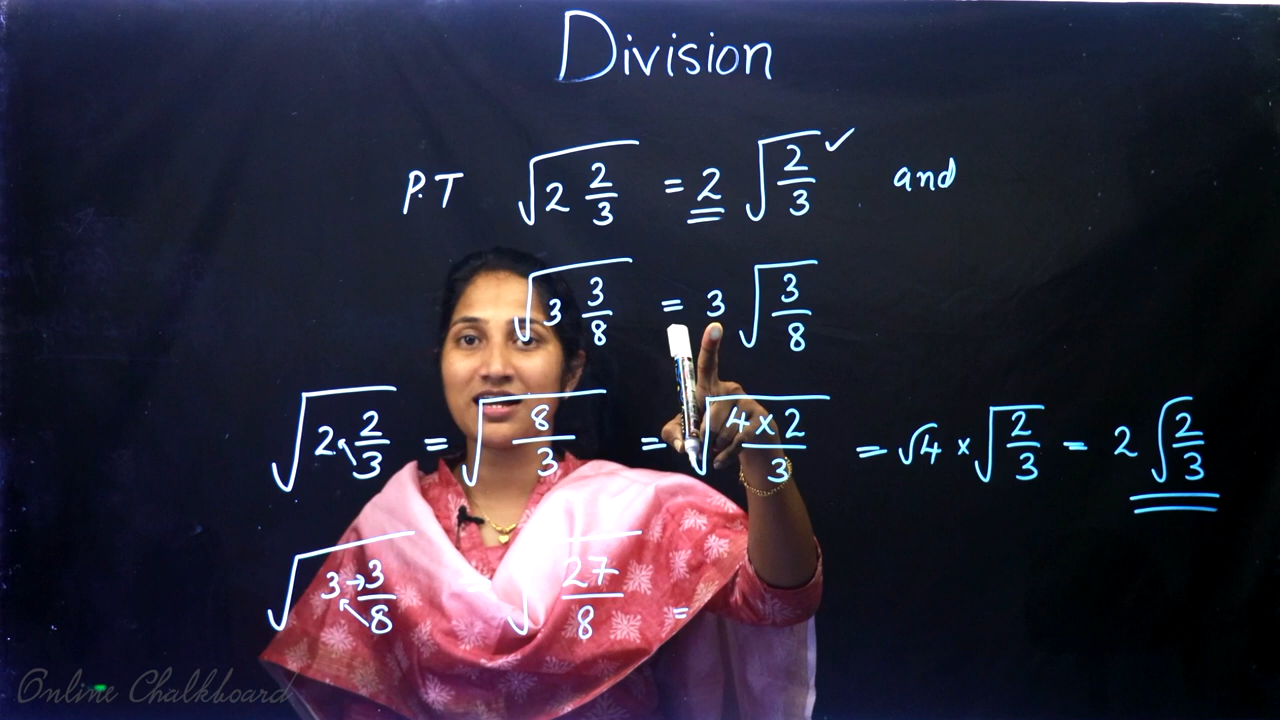 Division
P.T √(2 2/3) = 2 √(2/3) ✓ and
√(3 3/8) = 3 √(3/8)
√(2 2/3) = √(8/3) = √((4×2)/3) = √4 × √(2/3) = 2 √(2/3)
√(3 3/8) = √(27/8) =
Online Chalkboard